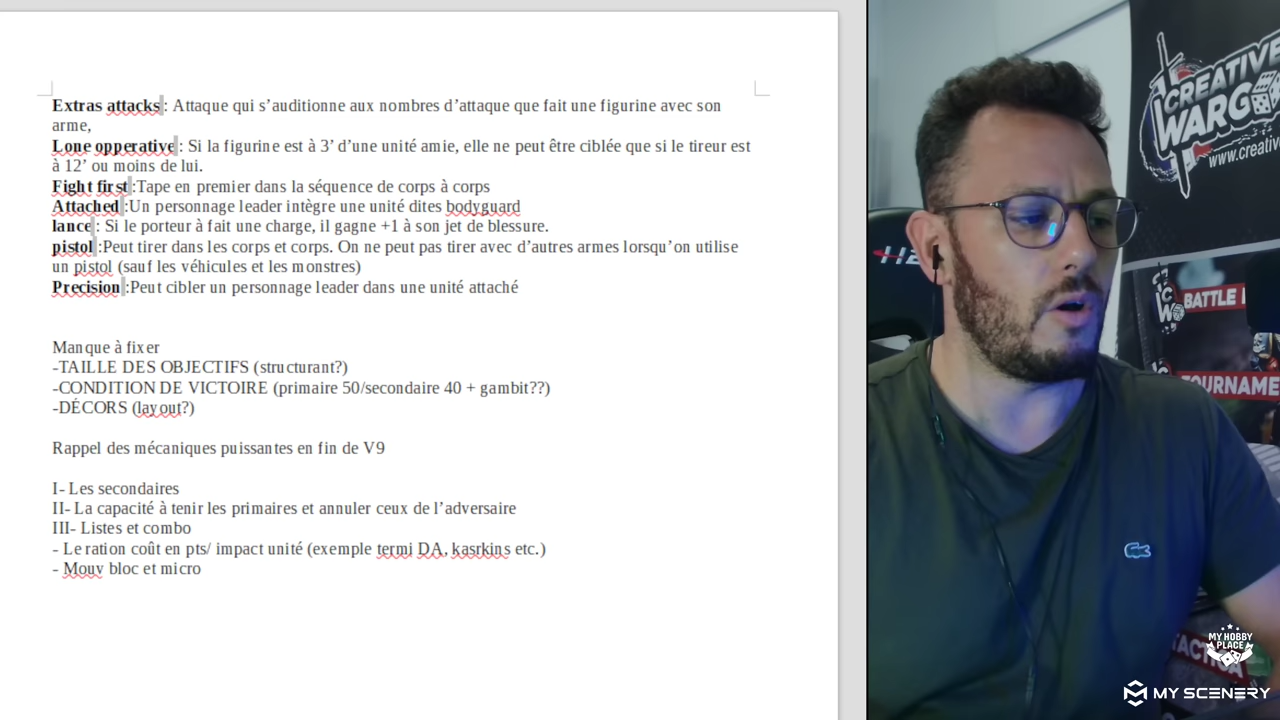 Extras attacks : Attaque qui s’auditionne aux nombres d’attaque que fait une figurine avec son
arme,
Lone opperative : Si la figurine est à 3’ d’une unité amie, elle ne peut être ciblée que si le tireur est
à 12’ ou moins de lui.
Fight first :Tape en premier dans la séquence de corps à corps
Attached :Un personnage leader intègre une unité dites bodyguard
lance : Si le porteur à fait une charge, il gagne +1 à son jet de blessure.
pistol :Peut tirer dans les corps et corps. On ne peut pas tirer avec d’autres armes lorsqu’on utilise
un pistol (sauf les véhicules et les monstres)
Precision :Peut cibler un personnage leader dans une unité attaché
Manque à fixer
-TAILLE DES OBJECTIFS (structurant?)
-CONDITION DE VICTOIRE (primaire 50/secondaire 40 + gambit??)
-DÉCORS (layout?)
Rappel des mécaniques puissantes en fin de V9
I- Les secondaires
II- La capacité à tenir les primaires et annuler ceux de l’adversaire
III- Listes et combo
- Le ration coût en pts/ impact unité (exemple termi DA, kasrkins etc.)
- Mouv bloc et micro
CREATIVE
WARG
www.creative
BATTLE
TOURNAME
TACTICA
MY HOBBY
PLACE
MY SCENERY